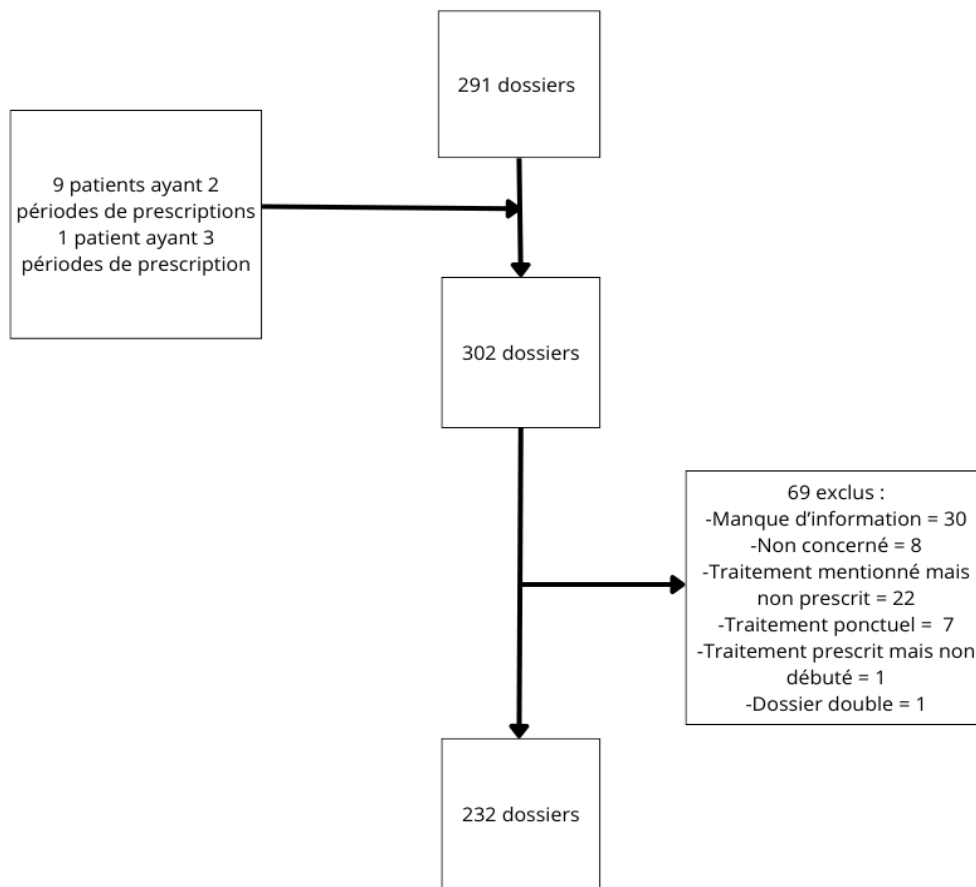 291 dossiers
9 patients ayant 2
périodes de prescriptions
1 patient ayant 3
périodes de prescription
302 dossiers
69 exclus :
-Manque d'information = 30
-Non concerné = 8
-Traitement mentionné mais
non prescrit = 22
-Traitement ponctuel =  7
-Traitement prescrit mais non
débuté = 1
-Dossier double = 1
232 dossiers